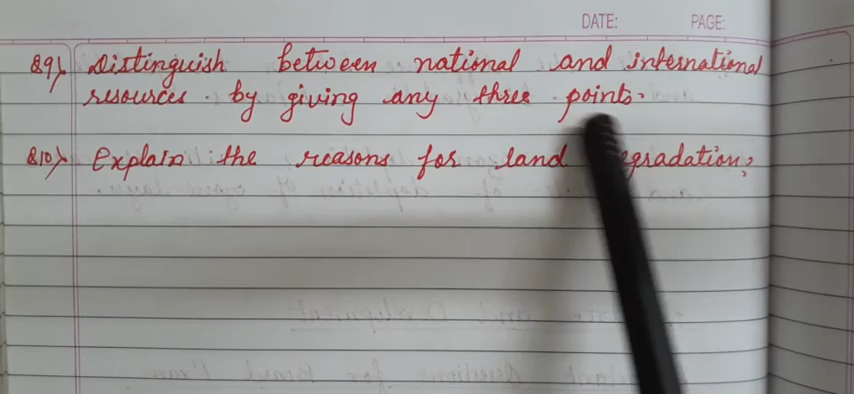 DATE: PAGE:
Q9). Distinguish between national and international
resources. by giving any three points.
Q10). Explain the reasons for land egradation?